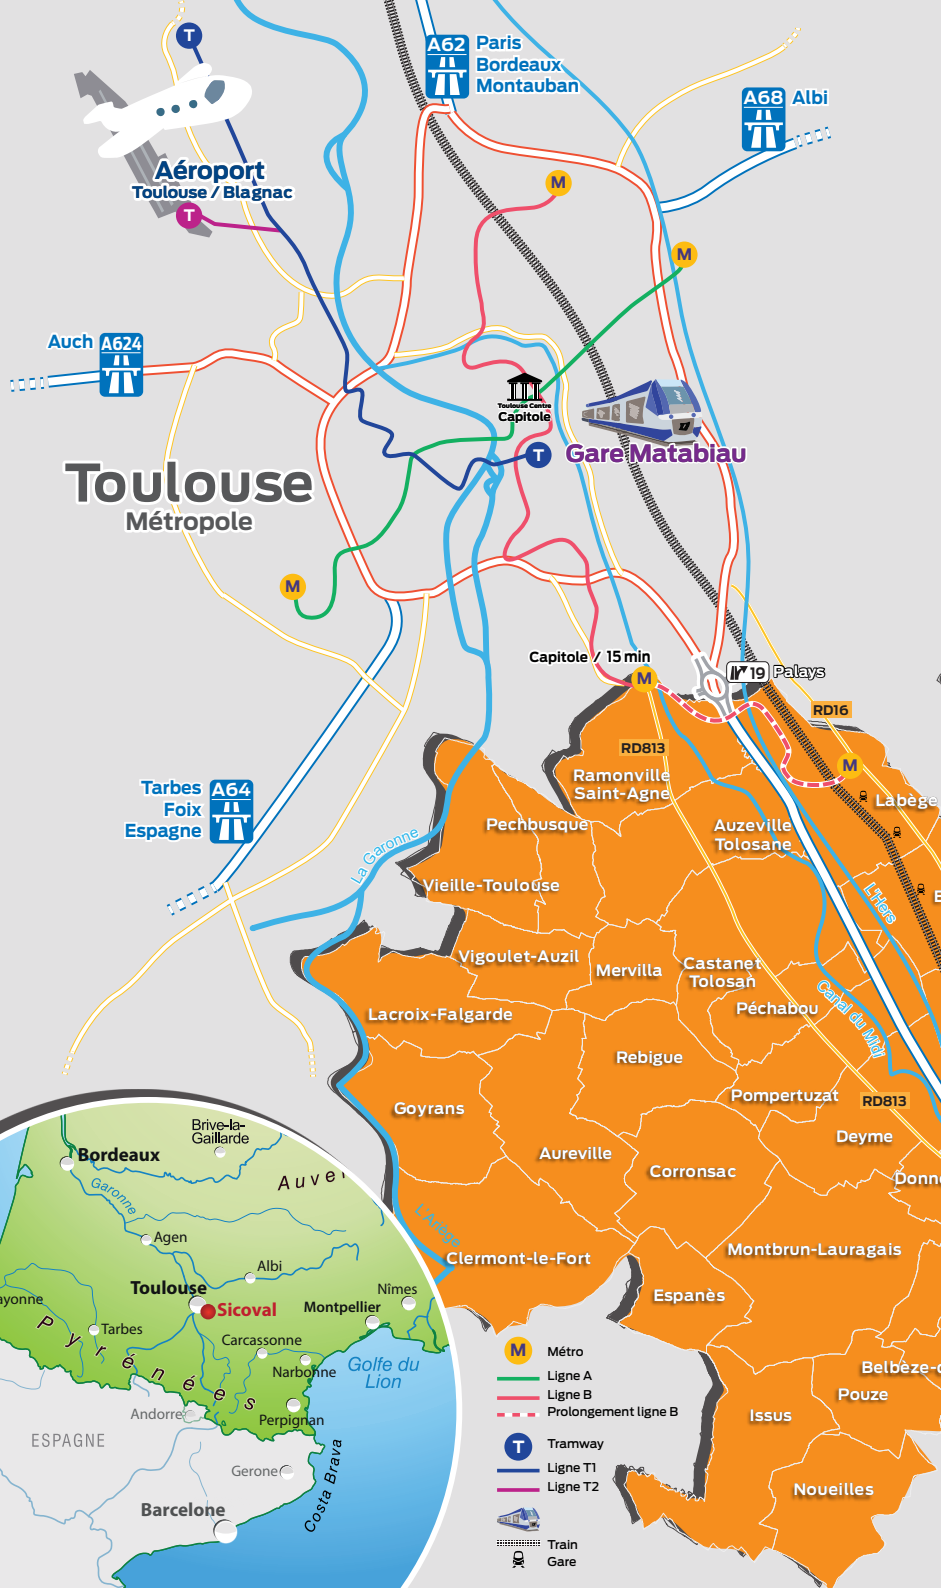 T
A62
Paris
Bordeaux
Montauban
A68
Albi
Aéroport
Toulouse / Blagnac
T
M
M
Auch
A624
Toulouse Centre
Capitole
T
Gare Matabiau
Toulouse
Métropole
M
Capitole / 15 min
M
19
Palays
RD16
RD813
M
Ramonville
Saint-Agne
Labège
Tarbes
Foix
Espagne
A64
Pechbusque
Auzeville
Tolosane
La Garonne
Vieille-Toulouse
L'Hers
Vigoulet-Auzil
Mervilla
Castanet
Tolosan
Péchabou
Canal du Midi
Lacroix-Falgarde
Rebigue
Goyrans
Pompertuzat
RD813
Deyme
Aureville
Corronsac
Donn
L'Ariège
Clermont-le-Fort
Montbrun-Lauragais
Espanès
Belbèze-
Pouze
Issus
Noueilles
Brive-la-
Gaillarde
Bordeaux
Auve
Garonne
Agen
Albi
Toulouse
Sicoval
Montpellier
Nîmes
ayonne
Tarbes
Carcassonne
Pyrénées
Narbonne
Golfe du
Lion
Andorre
Perpignan
ESPAGNE
Gerone
Costa Brava
Barcelone
M
Métro
Ligne A
Ligne B
Prolongement ligne B
T
Tramway
Ligne T1
Ligne T2
Train
Gare